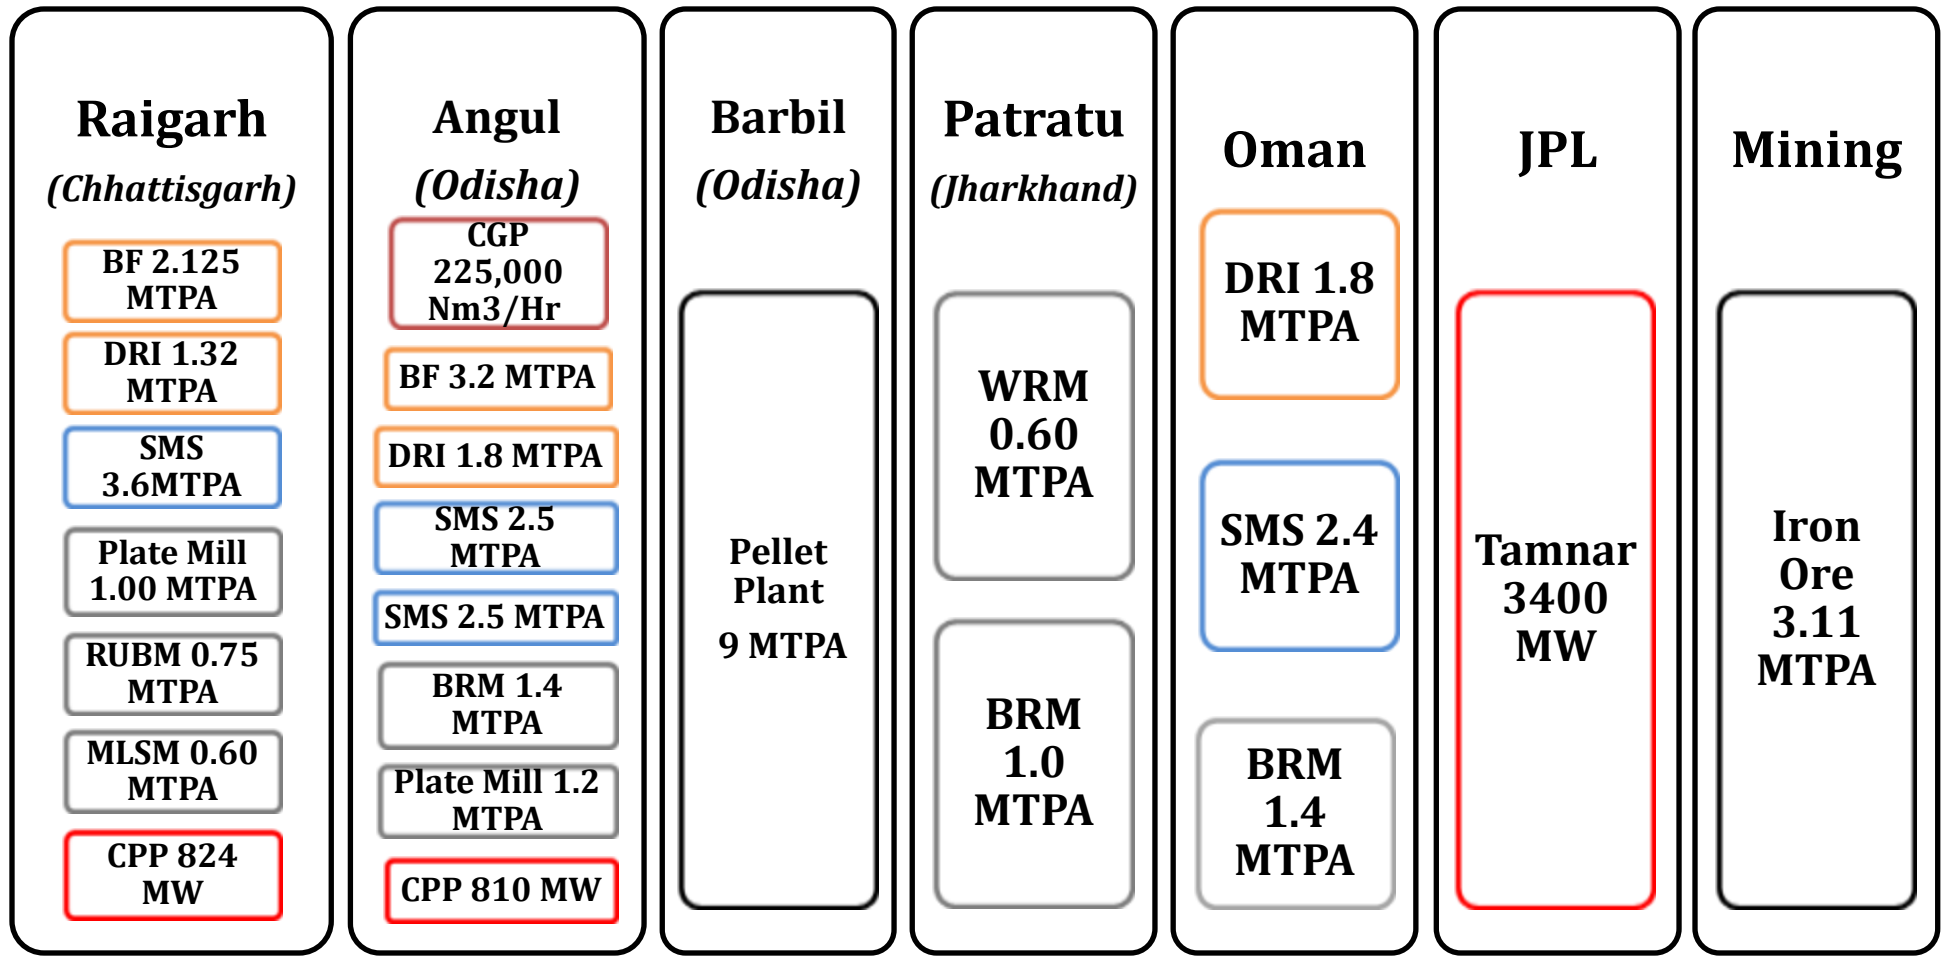 Raigarh
(Chhattisgarh)
BF 2.125
MTPA
DRI 1.32
MTPA
SMS
3.6MTPA
Plate Mill
1.00 MTPA
RUBM 0.75
MTPA
MLSM 0.60
MTPA
CPP 824
MW
Angul
(Odisha)
CGP
225,000
Nm3/Hr
BF 3.2 MTPA
DRI 1.8 MTPA
SMS 2.5
MTPA
SMS 2.5 MTPA
BRM 1.4
MTPA
Plate Mill 1.2
MTPA
CPP 810 MW
Barbil
(Odisha)
Pellet
Plant
9 MTPA
Patratu
(Jharkhand)
WRM
0.60
MTPA
BRM
1.0
MTPA
Oman
DRI 1.8
MTPA
SMS 2.4
MTPA
BRM
1.4
MTPA
JPL
Tamnar
3400
MW
Mining
Iron
Ore
3.11
MTPA